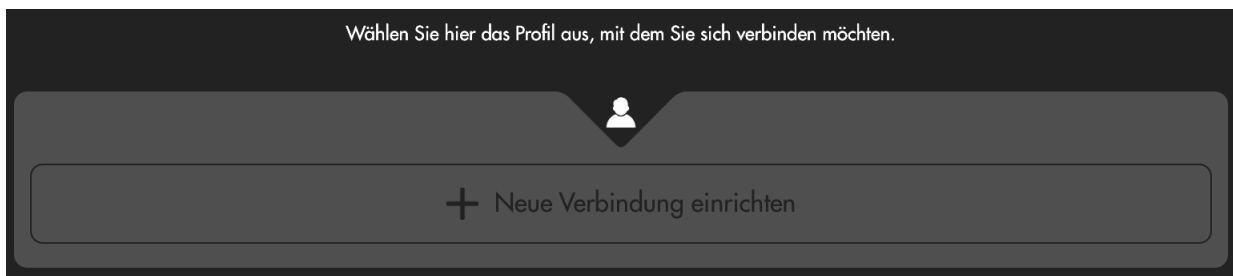 Wählen Sie hier das Profil aus, mit dem Sie sich verbinden möchten.
+ Neue Verbindung einrichten